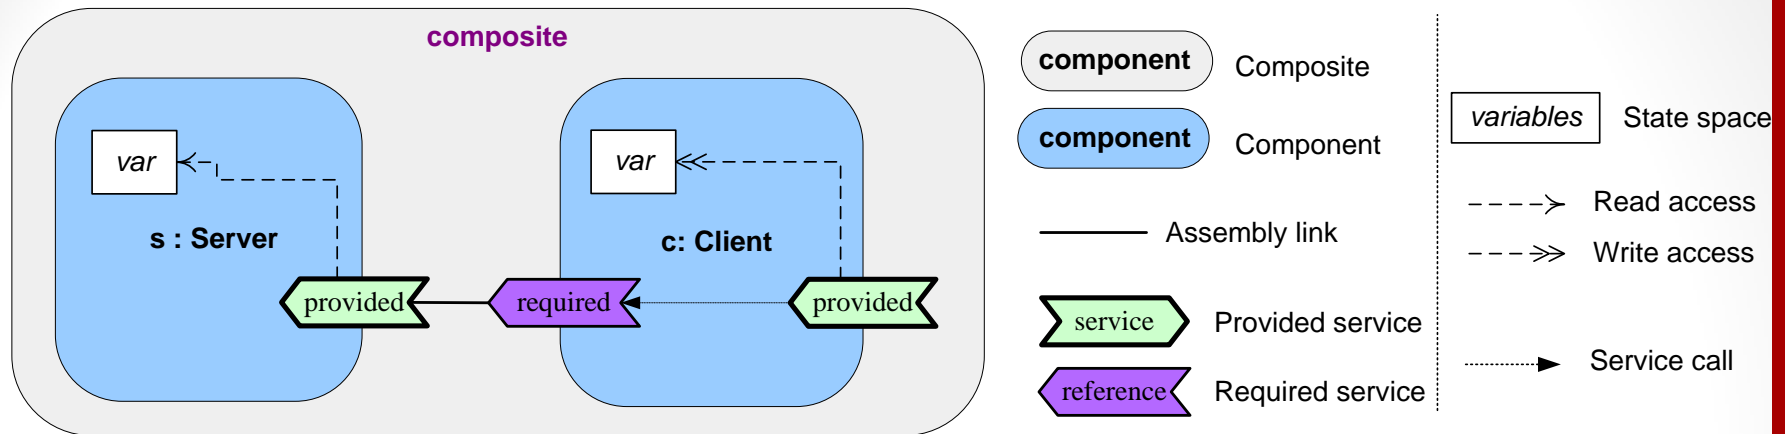 composite
var
s : Server
provided
required
var
c: Client
provided
component Composite
component Component
Assembly link
service Provided service
reference Required service
variables State space
Read access
Write access
Service call